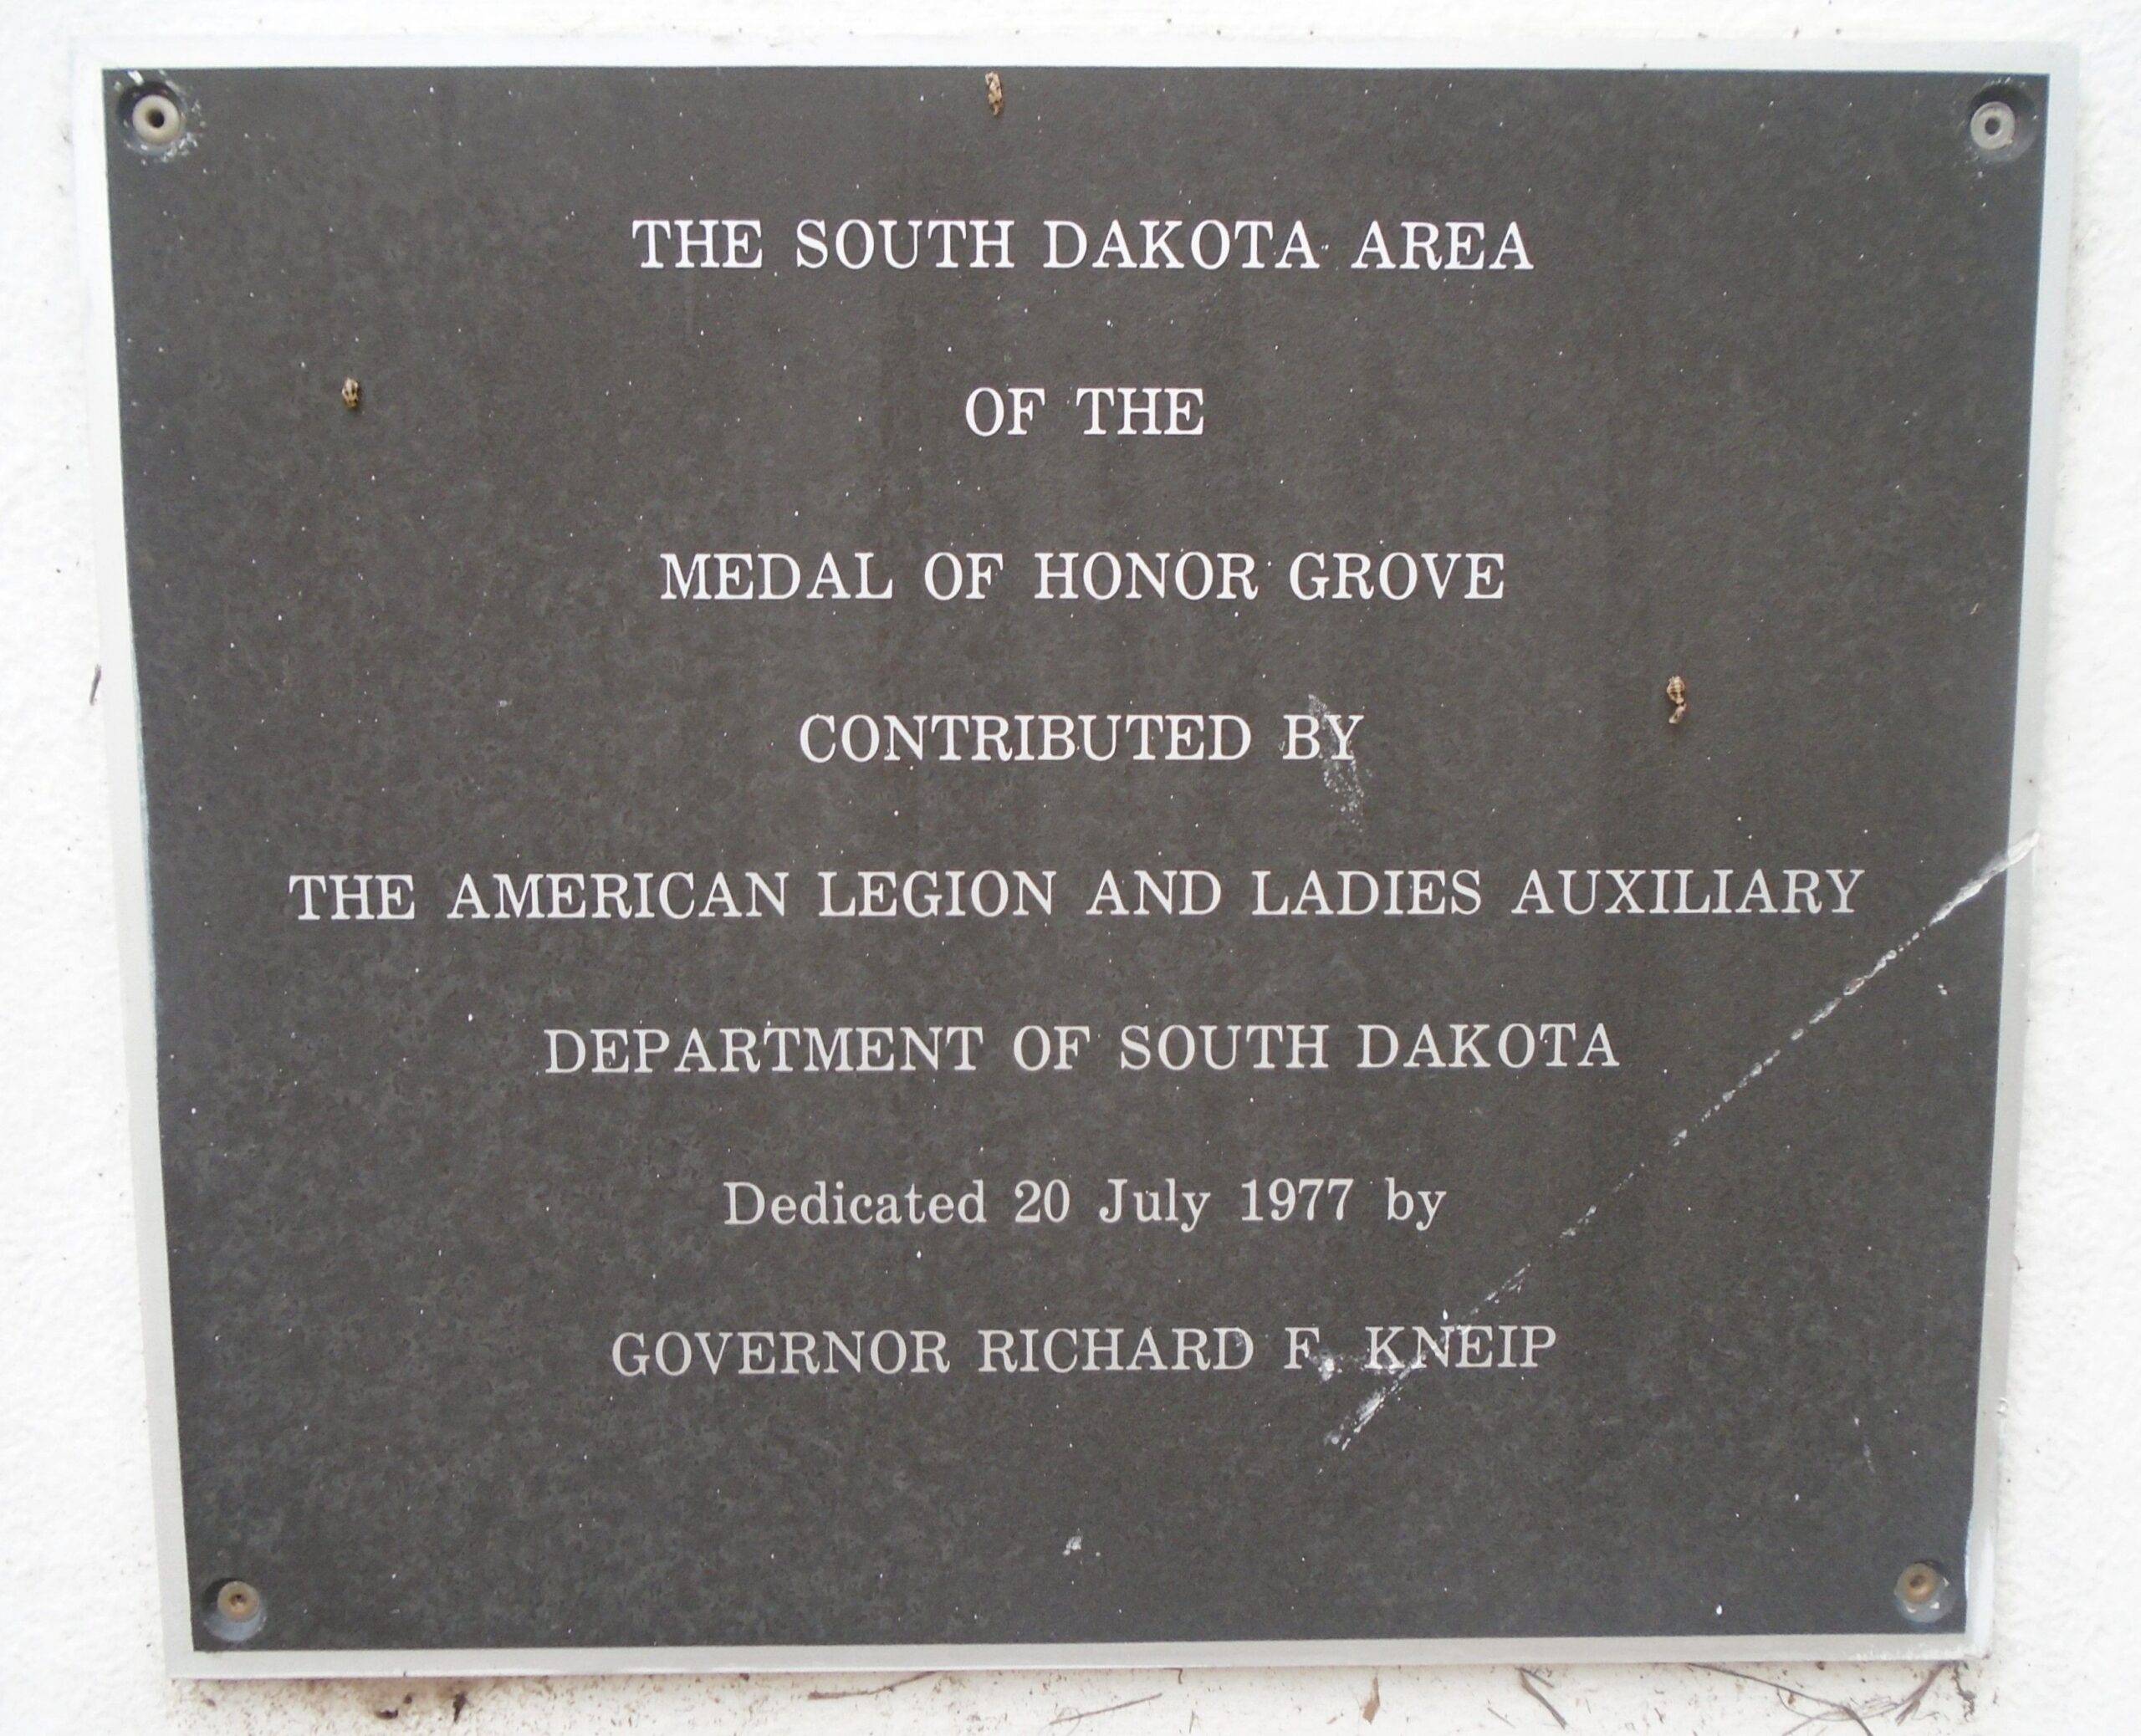 THE SOUTH DAKOTA AREA
OF THE
MEDAL OF HONOR GROVE
CONTRIBUTED BY
THE AMERICAN LEGION AND LADIES AUXILIARY
DEPARTMENT OF SOUTH DAKOTA
Dedicated 20 July 1977 by
GOVERNOR RICHARD F. KNEIP